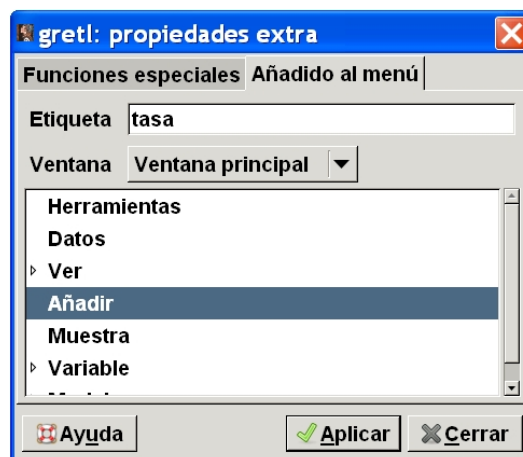 gretl: propiedades extra
Funciones especiales Añadido al menú
Etiqueta tasa
Ventana Ventana principal
Herramientas
Datos
Ver
Añadir
Muestra
Variable
Ayuda Aplicar Cerrar